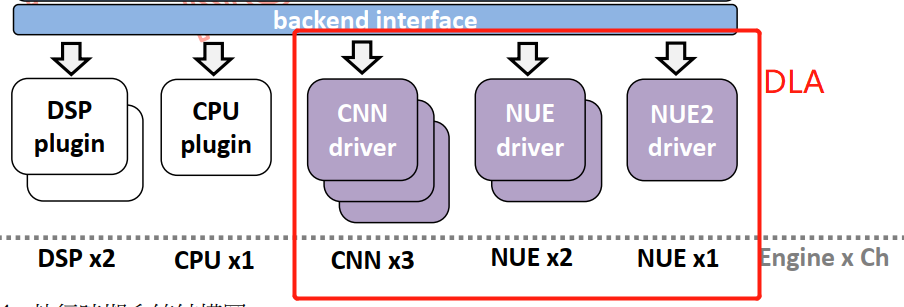 backend interface
DSP
plugin
CPU
plugin
CNN
driver
NUE
driver
NUE2
driver
DLA
DSP x2
CPU x1
CNN x3
NUE x2
NUE x1
Engine x Ch